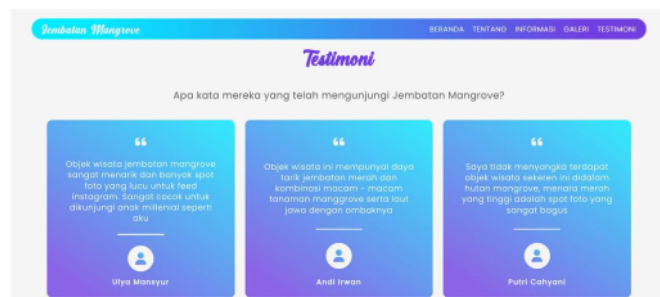 Jembatan Mangrove
BERANDA TENTANG INFORMASI GALERI TESTIMONI
Testimoni
Apa kata mereka yang telah mengunjungi Jembatan Mangrove?
“
Objek wisata jembatan mangrove
sangat menarik dan banyak spot
foto yang lucu untuk feed
instagram. Sangat cocok untuk
dikunjungi anak millenial seperti
aku
Ulya Mansyur
“
Objek wisata ini mempunyai daya
tarik jembatan merah dan
kombinasi macam - macam
tanaman manggrove serta laut
jawa dengan ombaknya
Andi Irwan
“
Saya tidak menyangka terdapat
objek wisata sekeren ini didalam
hutan mangrove, menara merah
yang tinggi adalah spot foto yang
sangat bagus
Putri Cahyani